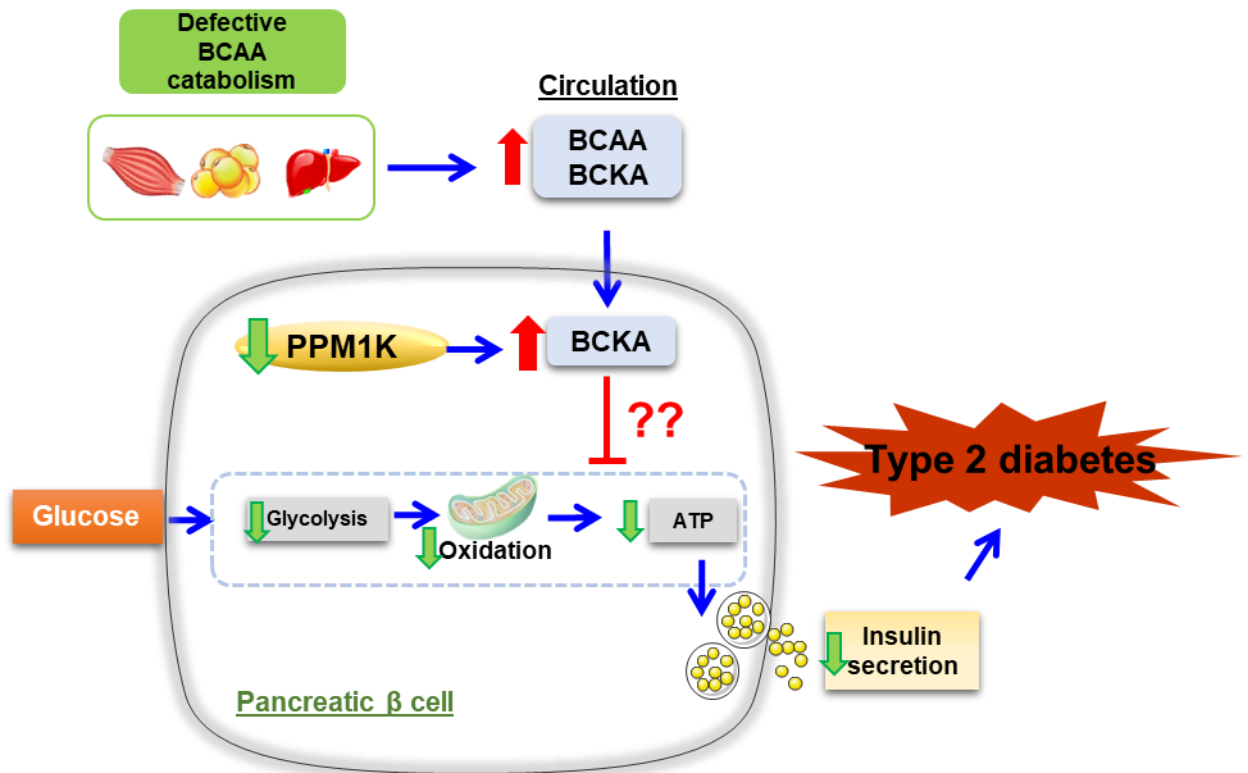 Defective
BCAA
catabolism
Circulation
BCAA
BCKA
PPM1K
BCKA
??
Type 2 diabetes
Glucose
Glycolysis
Oxidation
ATP
Insulin
secretion
Pancreatic β cell